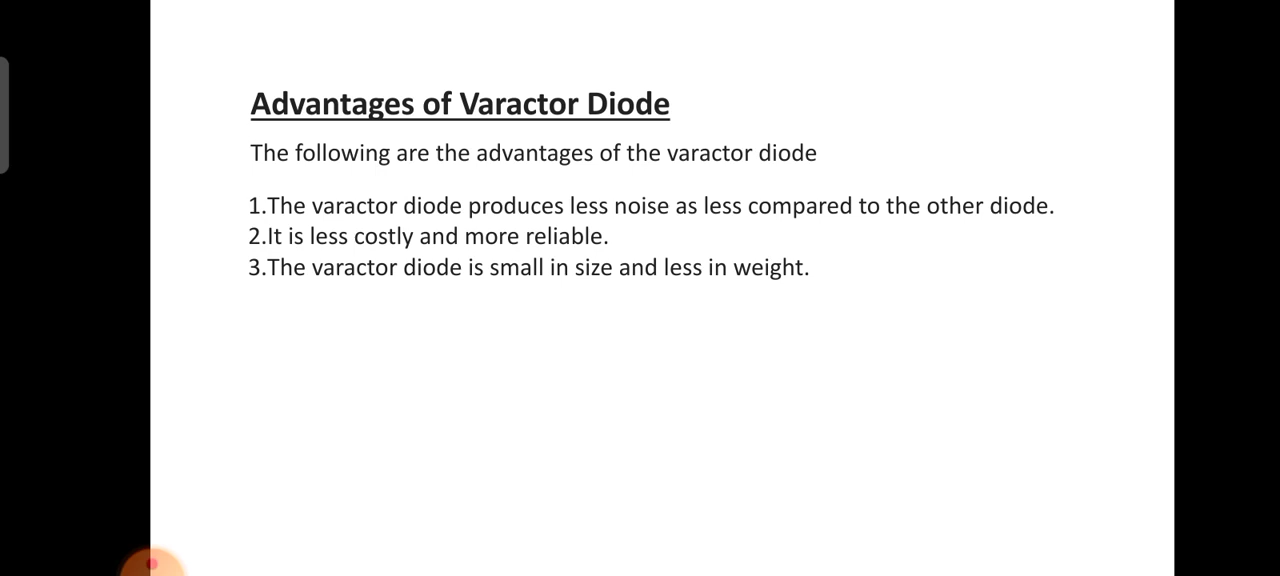 Advantages of Varactor Diode
The following are the advantages of the varactor diode
1.The varactor diode produces less noise as less compared to the other diode.
2.It is less costly and more reliable.
3.The varactor diode is small in size and less in weight.